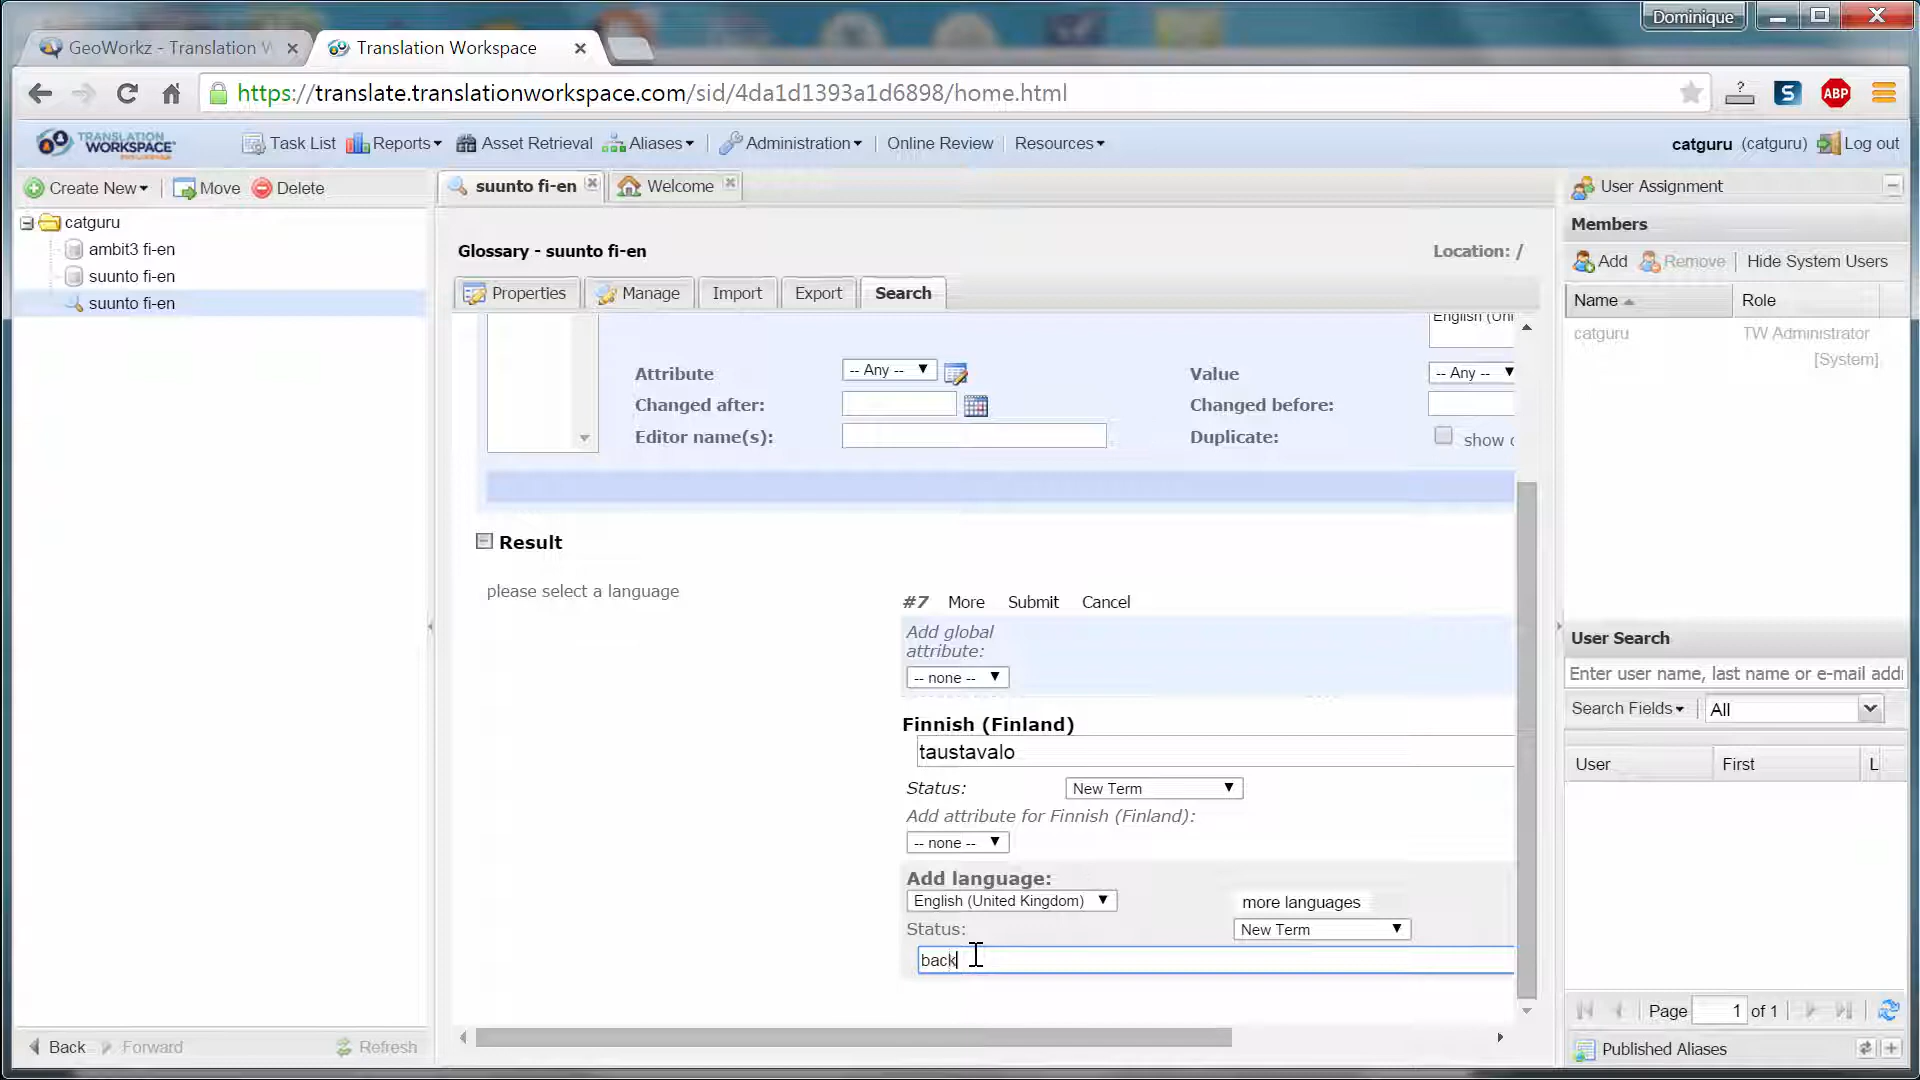 Dominique
GeoWorkz - Translation W
Translation Workspace
https://translate.translationworkspace.com/sid/4da1d1393a1d6898/home.html
?
S
ABP
TRANSLATION
WORKSPACE
Task List
Reports
Asset Retrieval
Aliases
Administration
Online Review
Resources
catguru (catguru)
Log out
Create New
Move
Delete
suunto fi-en
Welcome
User Assignment
catguru
ambit3 fi-en
suunto fi-en
suunto fi-en
Glossary - suunto fi-en
Location: /
Properties
Manage
Import
Export
Search
Members
Add
Remove
Hide System Users
Name
Role
catguru
TW Administrator
[System]
English (Uni
Attribute
-- Any --
Value
-- Any --
Changed after:
Changed before:
Editor name(s):
Duplicate:
show
Result
please select a language
#7 More Submit Cancel
Add global
attribute:
-- none --
Finnish (Finland)
taustavalo
Status:
New Term
Add attribute for Finnish (Finland):
-- none --
Add language:
English (United Kingdom)
more languages
Status:
New Term
back
User Search
Enter user name, last name or e-mail addr
Search Fields
All
User
First
L
Page 1 of 1
Published Aliases
Back
Forward
Refresh